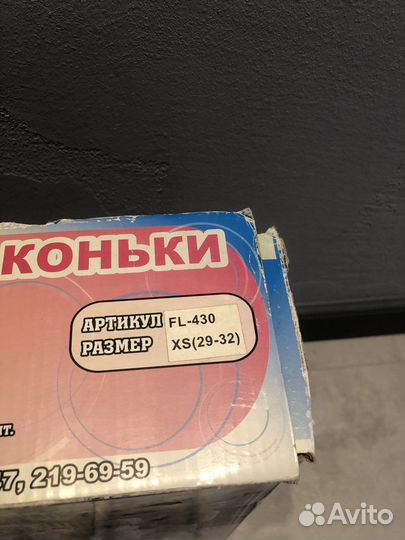 КОНЬКИ
АРТИКУЛ FL-430
РАЗМЕР XS(29-32)
7, 219-69-59
Avito